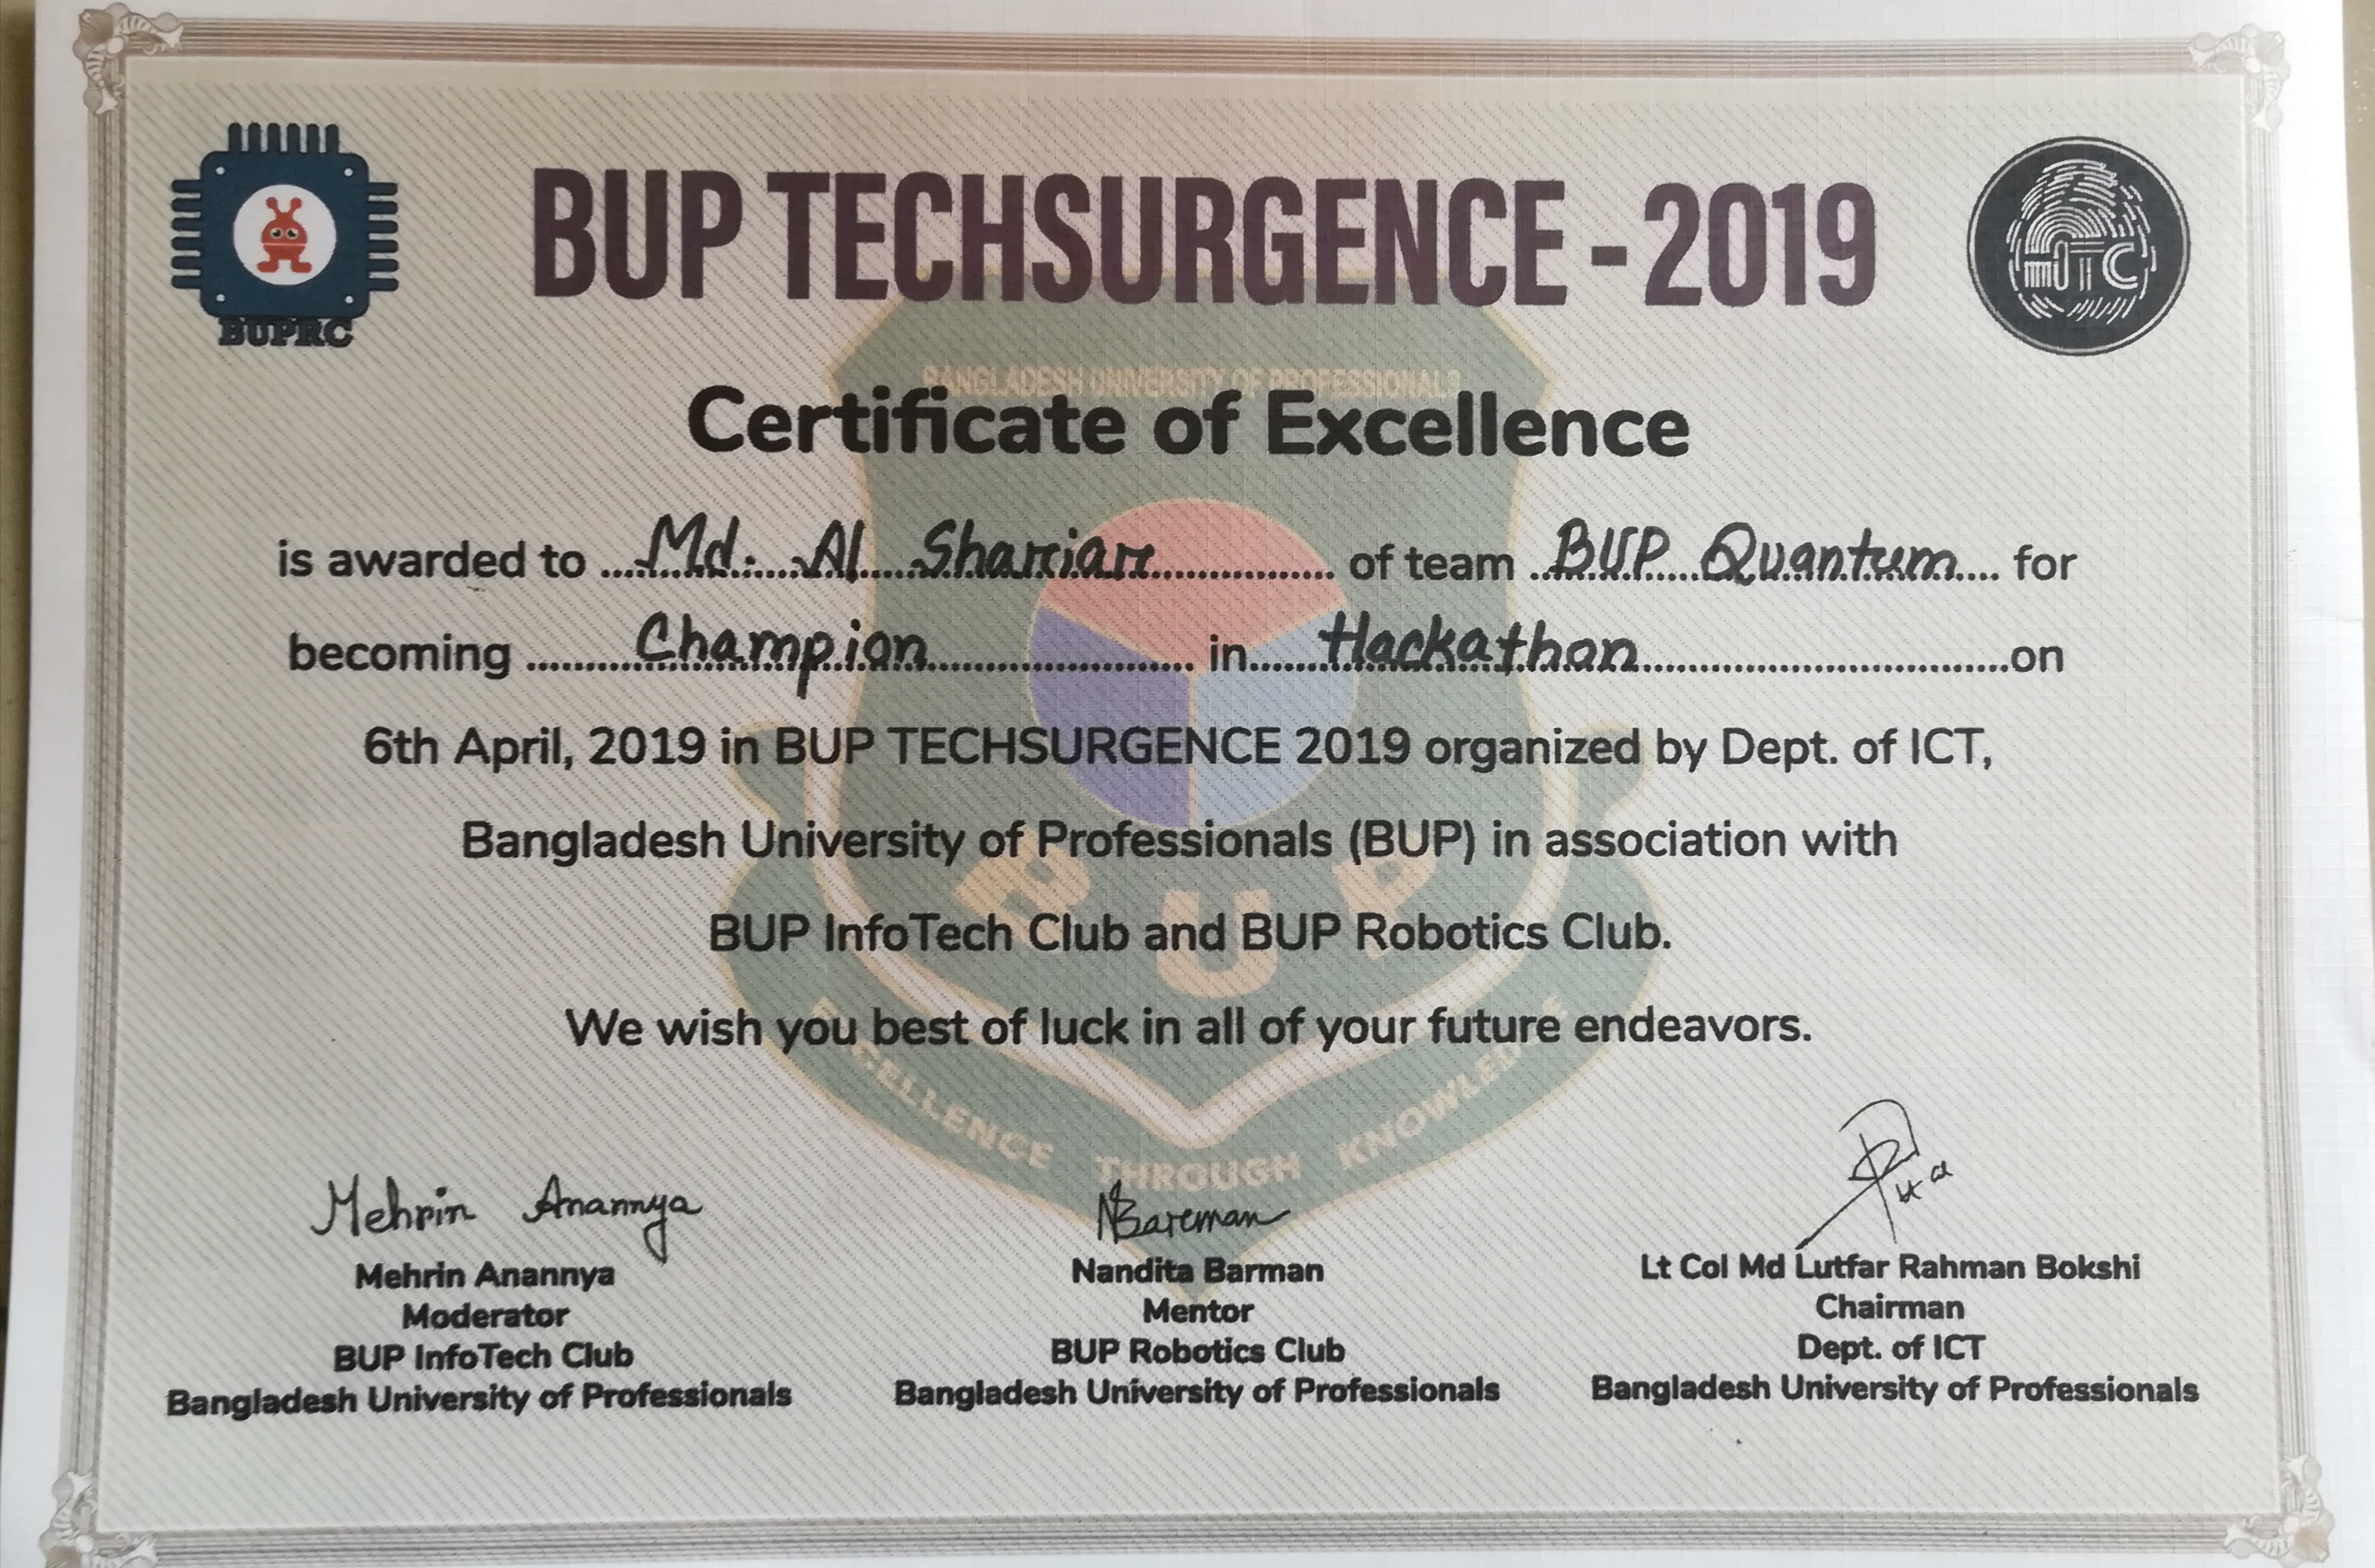 BUPRC
BUP TECHSURGENCE - 2019
ITC
BANGLADESH UNIVERSITY OF PROFESSIONALS
Certificate of Excellence
is awarded to Md. Al Shariar of team BUP Quantum for
becoming Champion in Hackathon on
6th April, 2019 in BUP TECHSURGENCE 2019 organized by Dept. of ICT,
Bangladesh University of Professionals (BUP) in association with
BUP
BUP InfoTech Club and BUP Robotics Club.
We wish you best of luck in all of your future endeavors.
EXCELLENCE THROUGH KNOWLEDGE
Mehrin Anannya
NBareman
Mehrin Anannya
Moderator
BUP InfoTech Club
Bangladesh University of Professionals
Nandita Barman
Mentor
BUP Robotics Club
Bangladesh University of Professionals
Lt Col Md Lutfar Rahman Bokshi
Chairman
Dept. of ICT
Bangladesh University of Professionals